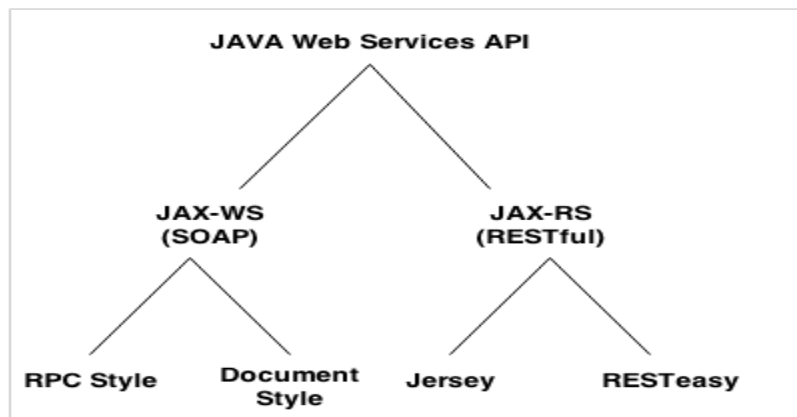 JAVA Web Services API
JAX-WS
(SOAP)
JAX-RS
(RESTful)
RPC Style
Document
Style
Jersey
RESTeasy